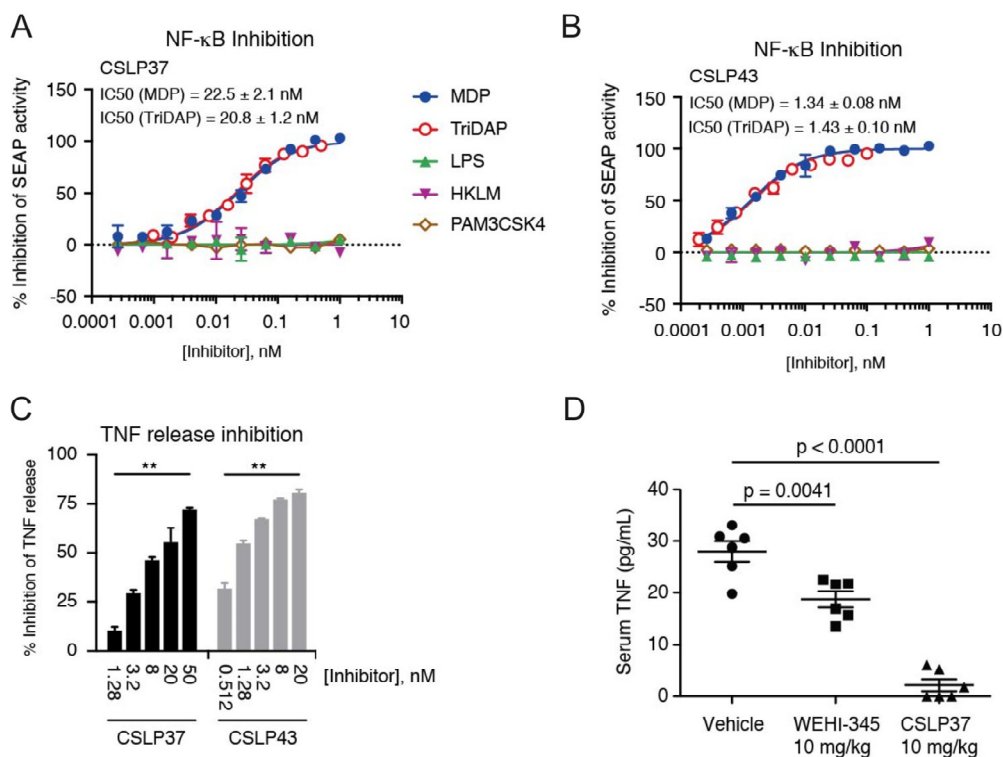 A
NF-κB Inhibition
CSLP37
IC50 (MDP) = 22.5 ± 2.1 nM
IC50 (TriDAP) = 20.8 ± 1.2 nM
% Inhibition of SEAP activity
150
100
50
0
-50
0.0001 0.001 0.01 0.1 1 10
[Inhibitor], nM
MDP
TriDAP
LPS
HKLM
PAM3CSK4
B
NF-κB Inhibition
CSLP43
IC50 (MDP) = 1.34 ± 0.08 nM
IC50 (TriDAP) = 1.43 ± 0.10 nM
% Inhibition of SEAP activity
150
100
50
0
-50
0.0001 0.001 0.01 0.1 1 10
[Inhibitor], nM
C
TNF release inhibition
% Inhibition of TNF release
100
75
50
25
0
** **
1.28 3.2 8 20 50 0.512 1.28 3.2 8 20
[Inhibitor], nM
CSLP37 CSLP43
D
p < 0.0001
p = 0.0041
Serum TNF (pg/mL)
40
30
20
10
0
Vehicle WEHI-345 CSLP37
10 mg/kg 10 mg/kg